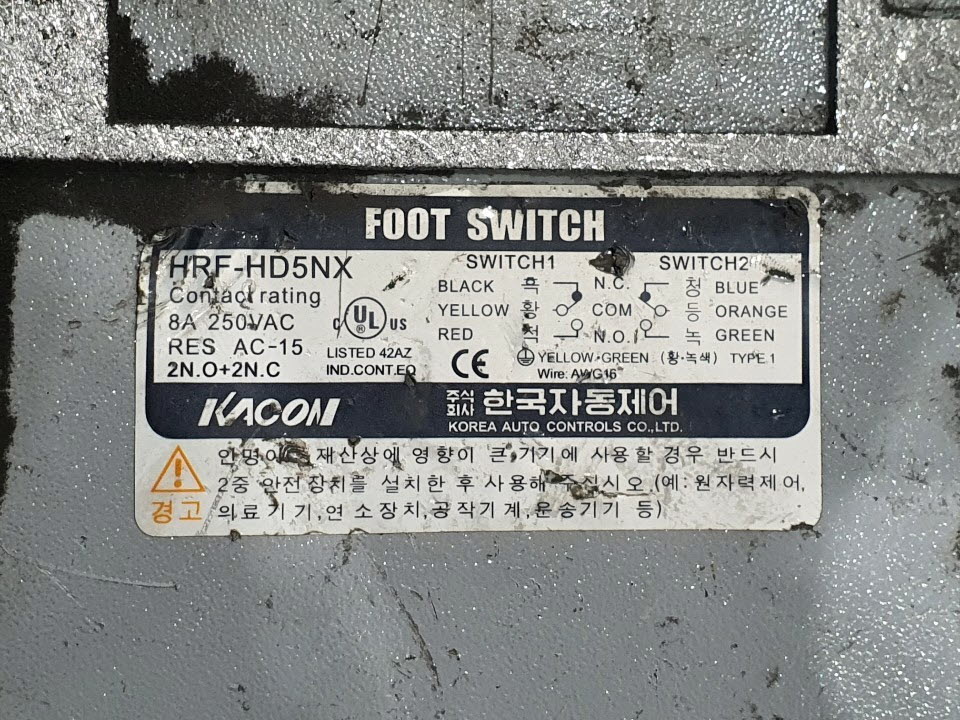 FOOT SWITCH
HRF-HD5NX
Contact rating
8A 250VAC
RES AC-15
2N.O+2N.C
c UL ® US
LISTED 42AZ
IND.CONT.EQ
CE
SWITCH1 SWITCH2
BLACK 흑 N.C. 청 BLUE
YELLOW 황 COM 등 ORANGE
RED 적 N.O. 녹 GREEN
YELLOW·GREEN (황·녹색) TYPE 1
Wire: AWG16
KACON
주식회사 한국자동제어
KOREA AUTO CONTROLS CO.,LTD.
경고
재산상에 영향이 큰 기기에 사용할 경우 반드시
2중 안전장치를 설치한 후 사용해 주십시오 (예: 원자력제어,
의료기기, 연소장치, 공작기계, 운송기기 등)